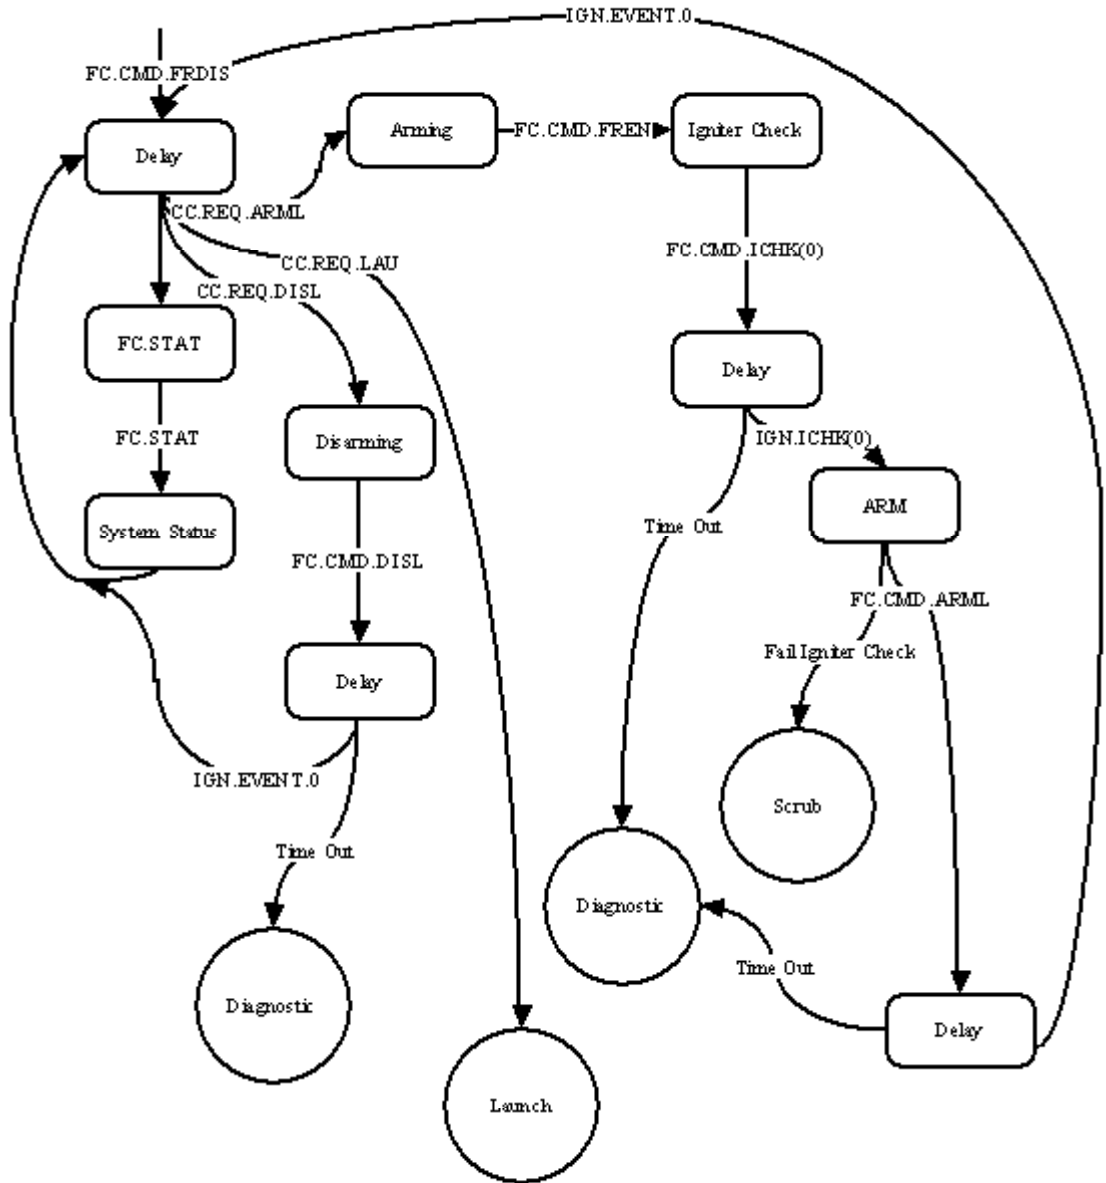 IGN.EVENT.0
FC.CMD.FRDIS
Arming
FC.CMD.FREN
Igniter Check
Delay
CC.REQ.ARML
FC.CMD.ICHK(0)
CC.REQ.LAU
CC.REQ.DISL
FC.STAT
Delay
FC.STAT
Disarming
IGN.ICHK(0)
ARM
System Status
Time Out
FC.CMD.DISL
FC.CMD.ARML
Fail Igniter Check
Delay
IGN.EVENT.0
Scrub
Time Out
Diagnostic
Time Out
Diagnostic
Delay
Launch